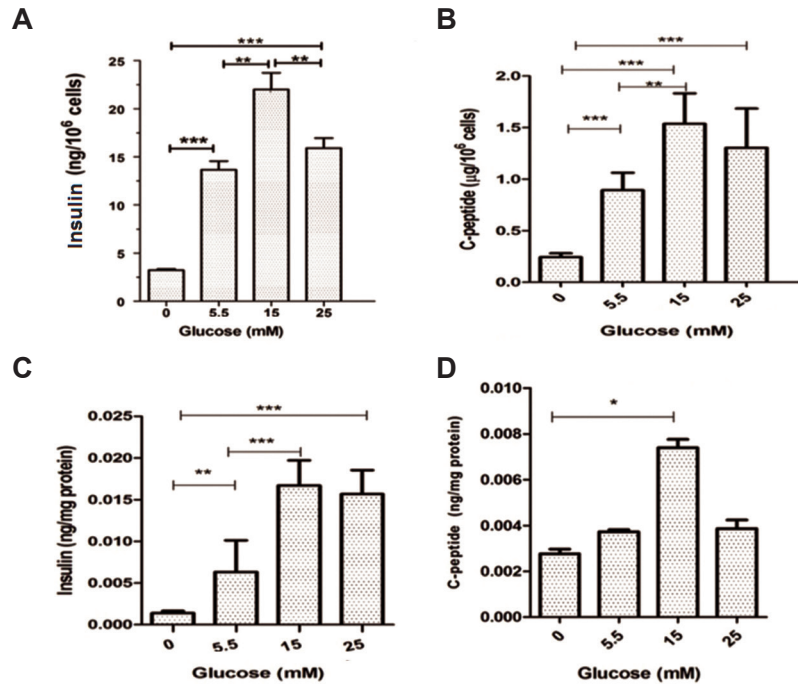 A
***
** **
***
25
20
15
10
5
0
Insulin (ng/10⁶ cells)
0 5.5 15 25
Glucose (mM)
B
***
***
**
***
2.0
1.5
1.0
0.5
0.0
C-peptide (µg/10⁶ cells)
0 5.5 15 25
Glucose (mM)
C
***
***
**
0.025
0.020
0.015
0.010
0.005
0.000
Insulin (ng/mg protein)
0 5.5 15 25
Glucose (mM)
D
*
0.010
0.008
0.006
0.004
0.002
0.000
C-peptide (ng/mg protein)
0 5.5 15 25
Glucose (mM)